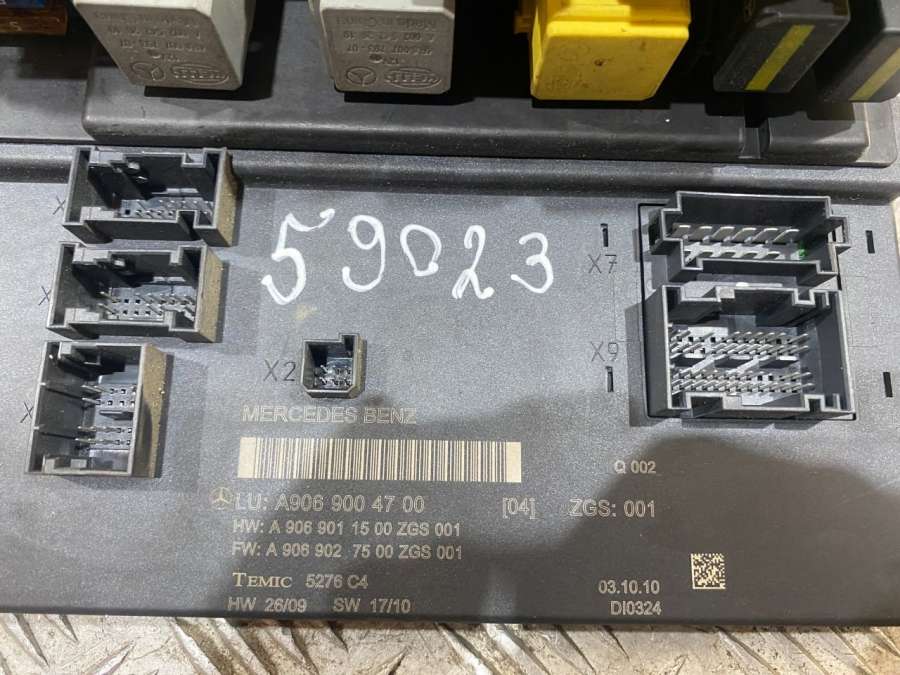 59023
X7
X9
X2
MERCEDES BENZ
Q 002
LU: A906 900 47 00 [04] ZGS: 001
HW: A 906 901 15 00 ZGS 001
FW: A 906 902 75 00 ZGS 001
TEMIC 5276 C4 03.10.10
HW 26/09 SW 17/10 DI0324